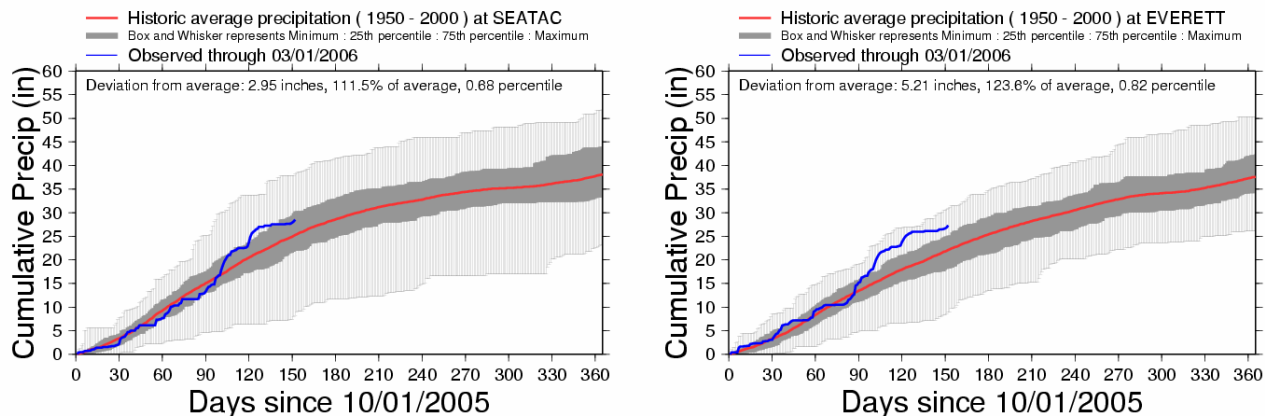 Historic average precipitation ( 1950 - 2000 ) at SEATAC
Box and Whisker represents Minimum : 25th percentile : 75th percentile : Maximum
Observed through 03/01/2006
Deviation from average: 2.95 inches, 111.5% of average, 0.68 percentile
Cumulative Precip (in)
60
55
50
45
40
35
30
25
20
15
10
5
0
0 30 60 90 120 150 180 210 240 270 300 330 360
Days since 10/01/2005
Historic average precipitation ( 1950 - 2000 ) at EVERETT
Box and Whisker represents Minimum : 25th percentile : 75th percentile : Maximum
Observed through 03/01/2006
Deviation from average: 5.21 inches, 123.6% of average, 0.82 percentile
Cumulative Precip (in)
60
55
50
45
40
35
30
25
20
15
10
5
0
0 30 60 90 120 150 180 210 240 270 300 330 360
Days since 10/01/2005